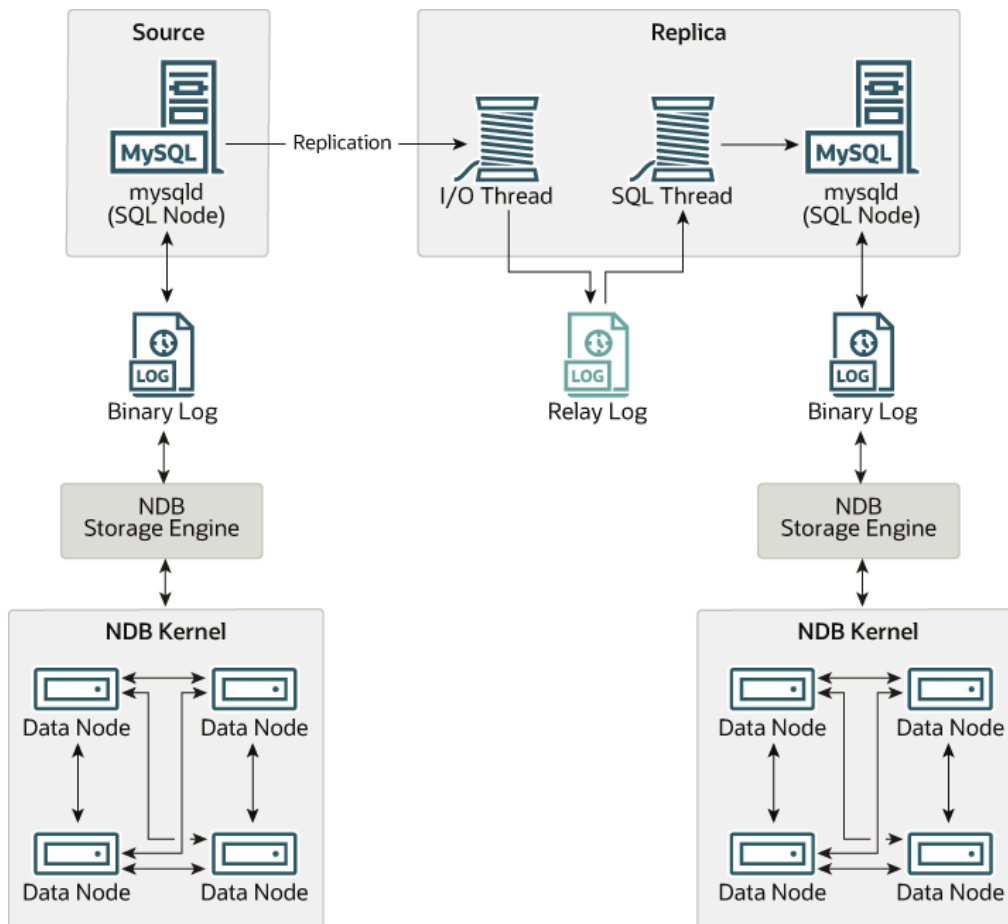 Source
Replica
MySQL
Replication
MySQL
mysqld
(SQL Node)
I/O Thread
SQL Thread
mysqld
(SQL Node)
LOG
Binary Log
LOG
Relay Log
LOG
Binary Log
NDB
Storage Engine
NDB
Storage Engine
NDB Kernel
Data Node
Data Node
Data Node
Data Node
NDB Kernel
Data Node
Data Node
Data Node
Data Node